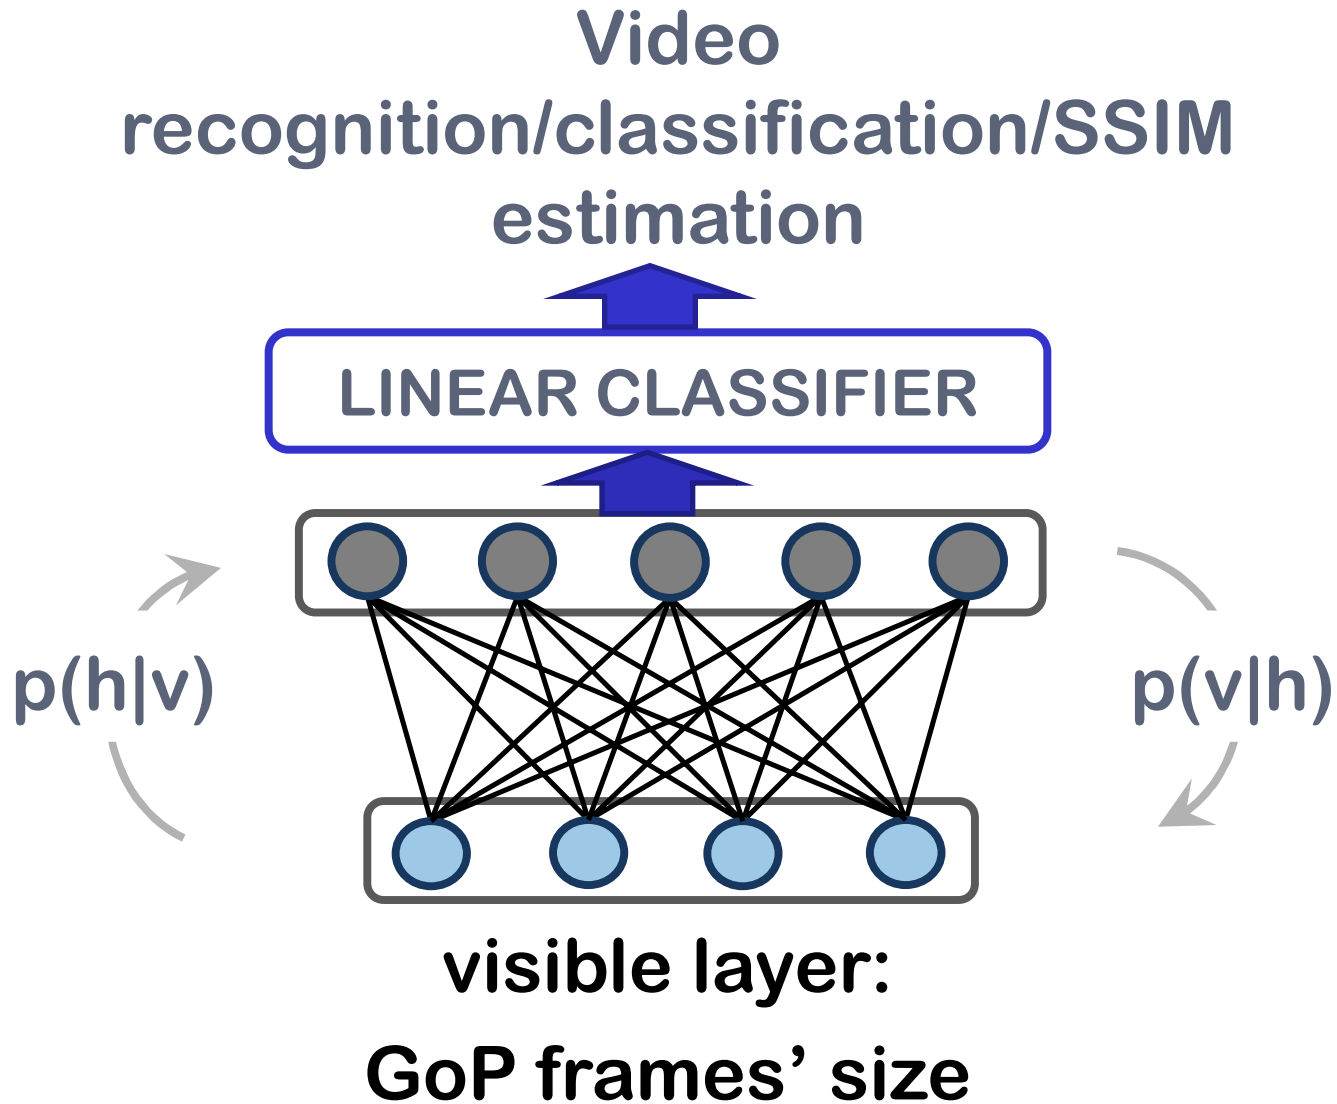 Video
recognition/classification/SSIM
estimation
LINEAR CLASSIFIER
p(h|v)
p(v|h)
visible layer:
GoP frames’ size